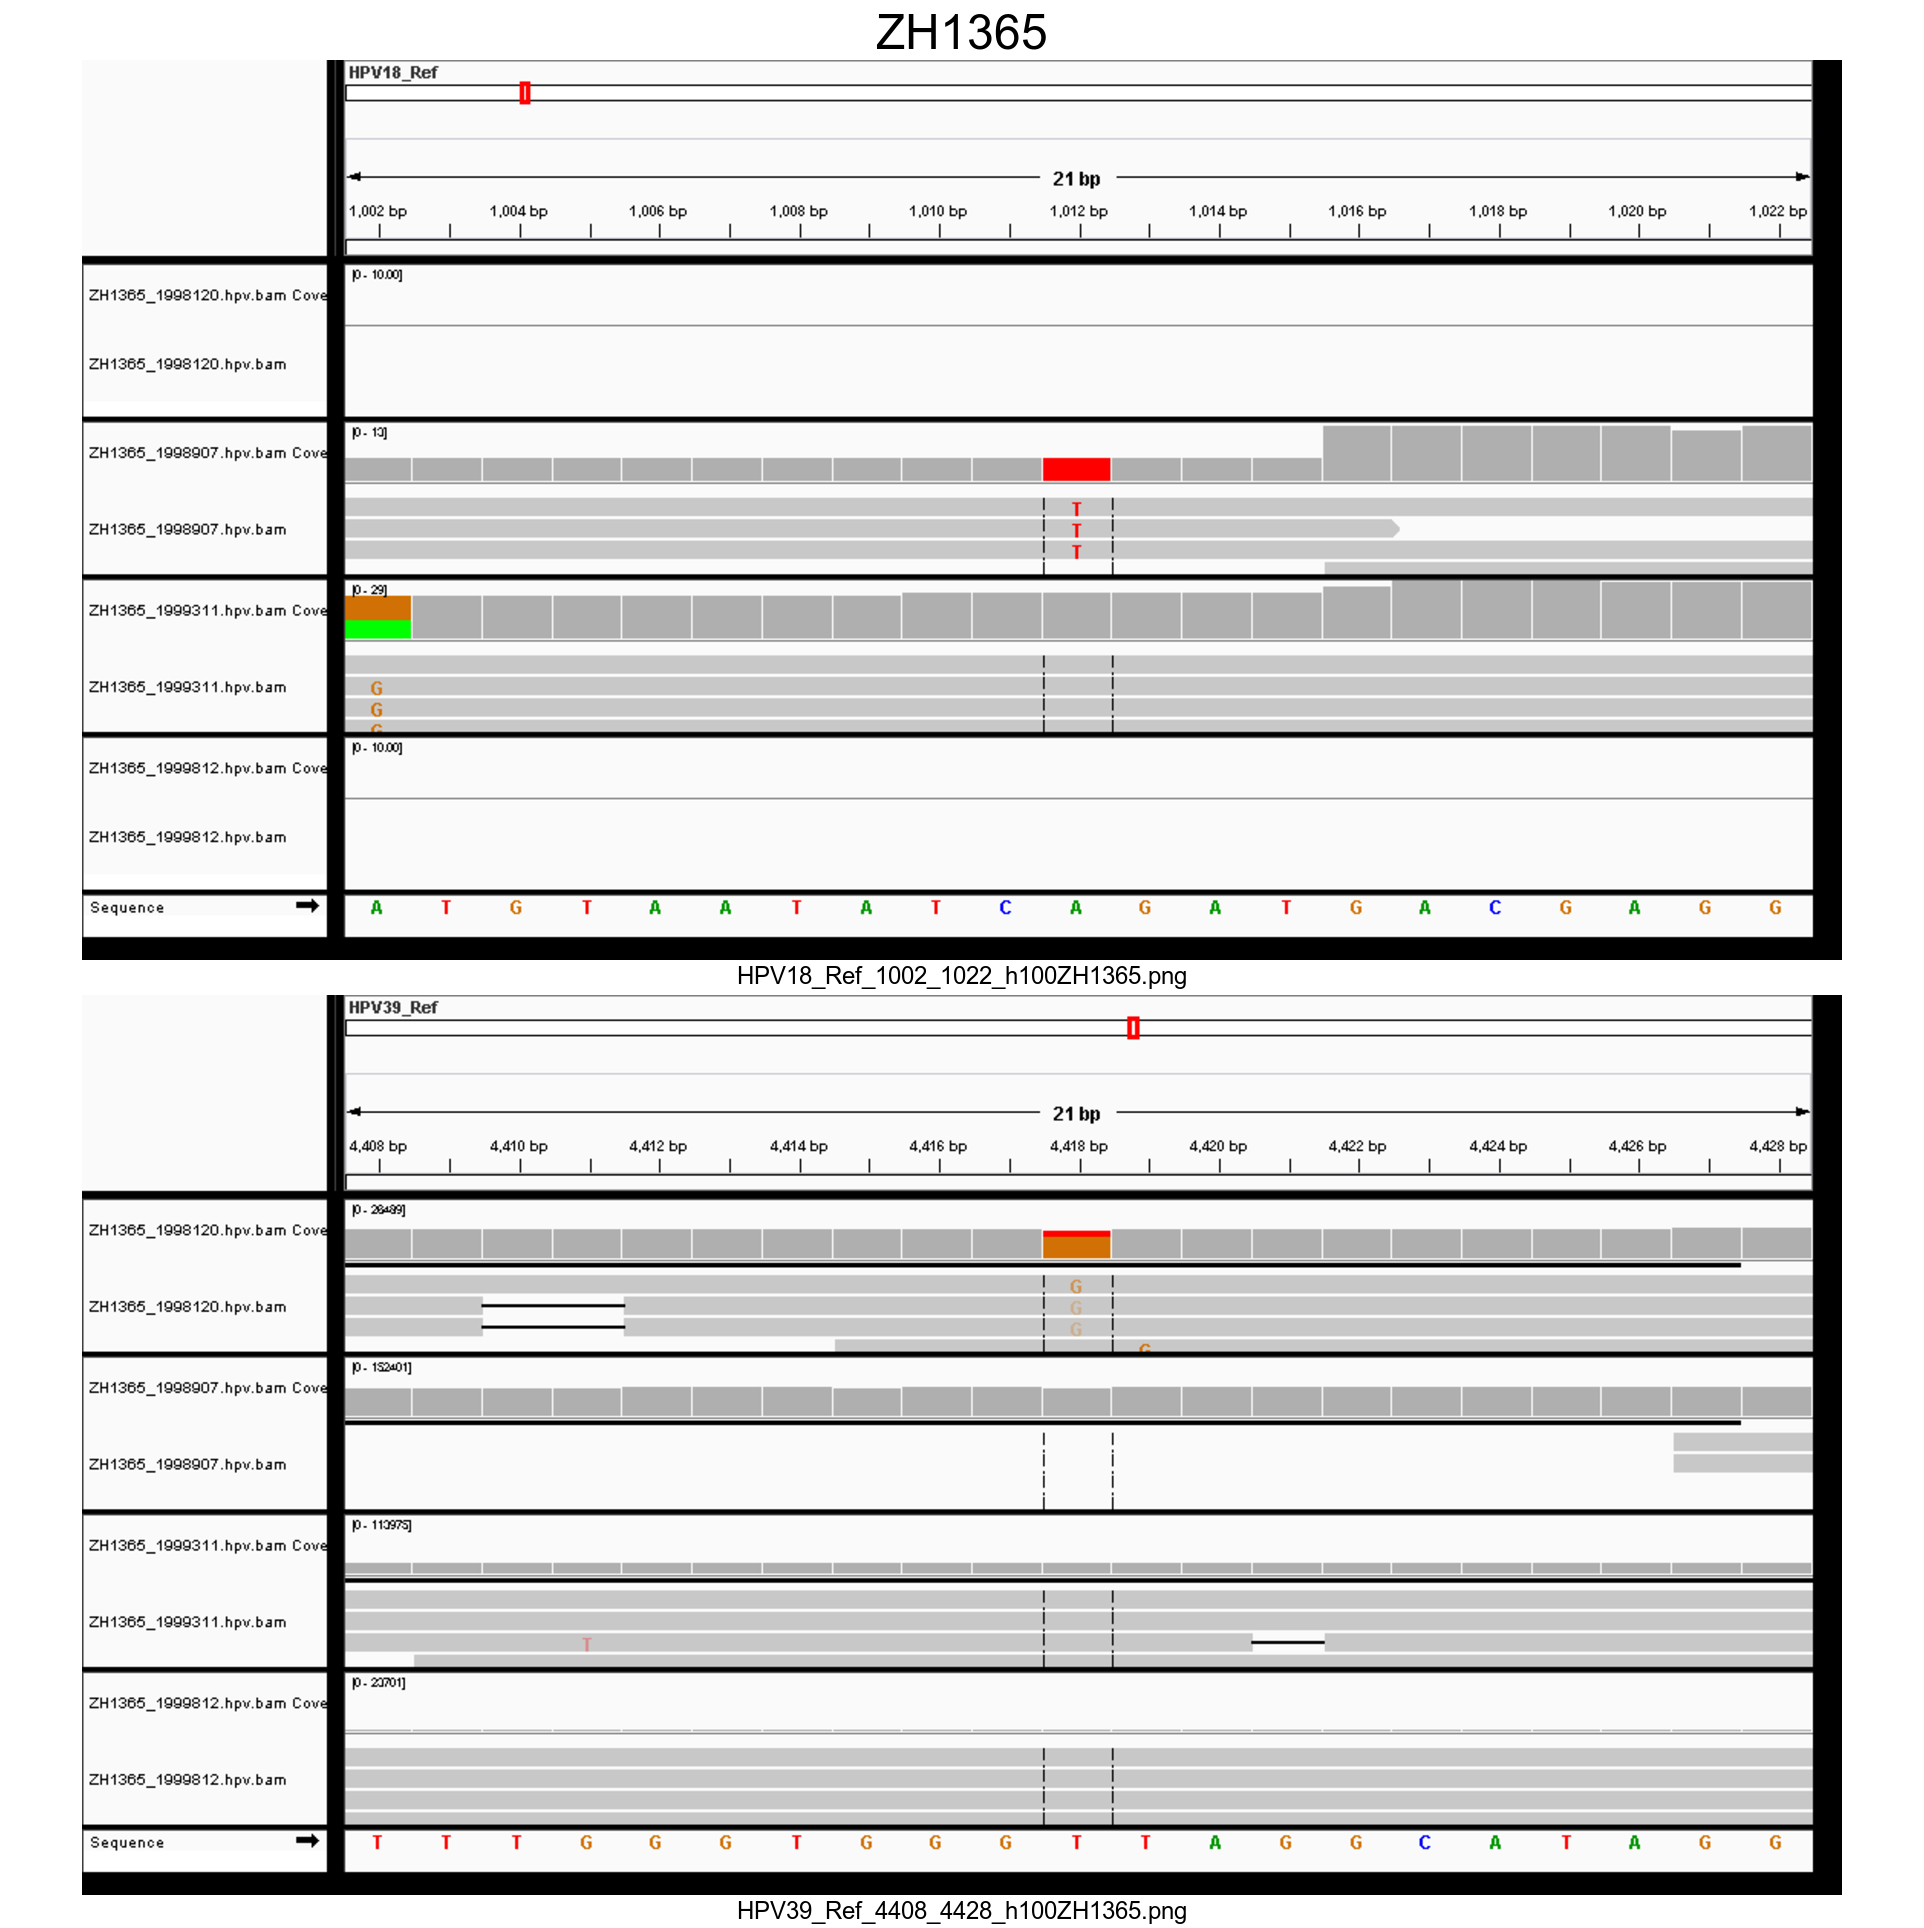 ZH1365
HPV18_Ref
21 bp
1,002 bp 1,004 bp 1,006 bp 1,008 bp 1,010 bp 1,012 bp 1,014 bp 1,016 bp 1,018 bp 1,020 bp 1,022 bp
[0 - 10.00]
ZH1365_1998120.hpv.bam Cove
ZH1365_1998120.hpv.bam
[0 - 13]
ZH1365_1998907.hpv.bam Cove
T
ZH1365_1998907.hpv.bam T
T
[0 - 29]
ZH1365_1999311.hpv.bam Cove
ZH1365_1999311.hpv.bam G
G
G
[0 - 10.00]
ZH1365_1999812.hpv.bam Cove
ZH1365_1999812.hpv.bam
Sequence A T G T A A T A T C A G A T G A C G A G G
HPV18_Ref_1002_1022_h100ZH1365.png
HPV39_Ref
21 bp
4,408 bp 4,410 bp 4,412 bp 4,414 bp 4,416 bp 4,418 bp 4,420 bp 4,422 bp 4,424 bp 4,426 bp 4,428 bp
[0 - 26489]
ZH1365_1998120.hpv.bam Cove
G
ZH1365_1998120.hpv.bam G
G
G
[0 - 152401]
ZH1365_1998907.hpv.bam Cove
ZH1365_1998907.hpv.bam
[0 - 113975]
ZH1365_1999311.hpv.bam Cove
ZH1365_1999311.hpv.bam
T
[0 - 23701]
ZH1365_1999812.hpv.bam Cove
ZH1365_1999812.hpv.bam
Sequence T T T G G G T G G G T T A G G C A T A G G
HPV39_Ref_4408_4428_h100ZH1365.png